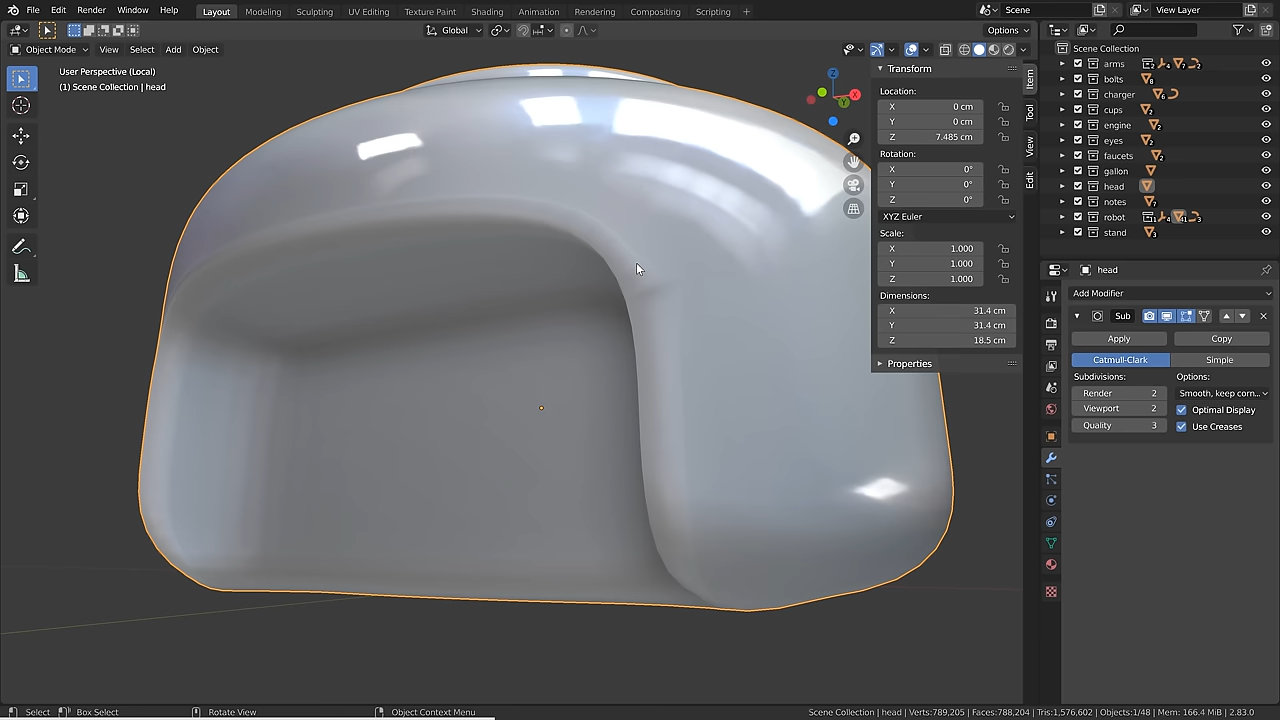 File Edit Render Window Help Layout Modeling Sculpting UV Editing Texture Paint Shading Animation Rendering Compositing Scripting + Scene View Layer
Global Options
Object Mode View Select Add Object
User Perspective (Local)
(1) Scene Collection | head
Transform
Location:
X 0 cm
Y 0 cm
Z 7.485 cm
Rotation:
X 0°
Y 0°
Z 0°
XYZ Euler
Scale:
X 1.000
Y 1.000
Z 1.000
Dimensions:
X 31.4 cm
Y 31.4 cm
Z 18.5 cm
Properties
Item
Tool
View
Edit
Z
X
Y
Scene Collection
arms
bolts
charger
cups
engine
eyes
faucets
gallon
head
notes
robot
stand
head
Add Modifier
Sub
Apply Copy
Catmull-Clark Simple
Subdivisions: Options:
Render 2 Smooth, keep corn...
Viewport 2 Optimal Display
Quality 3 Use Creases
Select Box Select Rotate View Object Context Menu Scene Collection | head | Verts:789,205 | Faces:788,204 | Tris:1,576,602 | Objects:1/48 | Mem: 166.4 MiB | 2.83.0